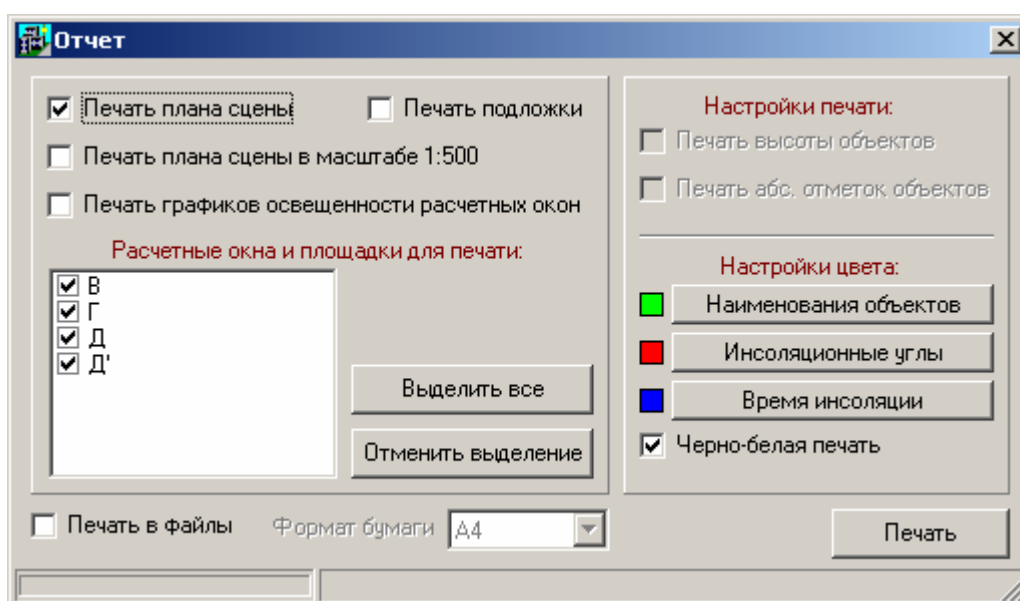 Отчет
Печать плана сцены
Печать подложки
Печать плана сцены в масштабе 1:500
Печать графиков освещенности расчетных окон
Расчетные окна и площадки для печати:
В
Г
Д
Д'
Выделить все
Отменить выделение
Настройки печати:
Печать высоты объектов
Печать абс. отметок объектов
Настройки цвета:
Наименования объектов
Инсоляционные углы
Время инсоляции
Черно-белая печать
Печать в файлы
Формат бумаги
A4
Печать